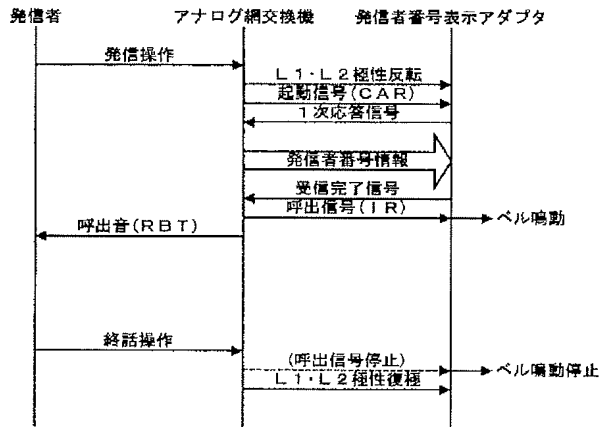 発信者
アナログ網交換機
発信者番号表示アダプタ
発信操作
L1・L2極性反転
起動信号(CAR)
1次応答信号
発信者番号情報
受信完了信号
呼出信号(IR)
ベル鳴動
呼出音(RBT)
終話操作
(呼出信号停止)
ベル鳴動停止
L1・L2極性復極